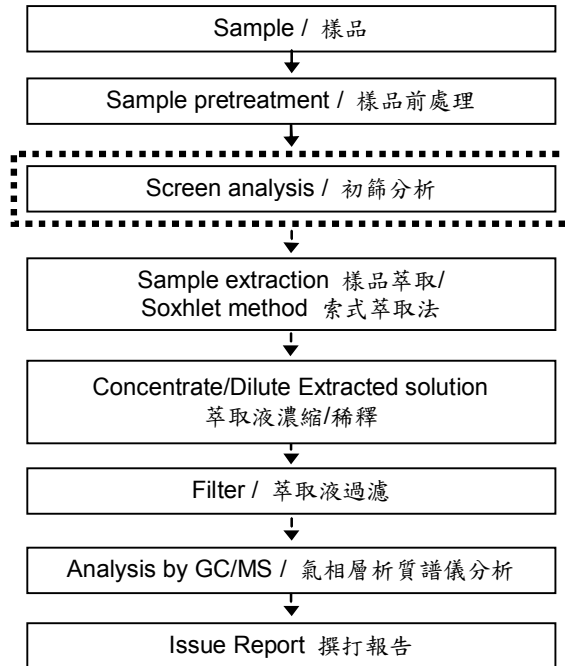 Sample / 樣品
Sample pretreatment / 樣品前處理
Screen analysis / 初篩分析
Sample extraction 樣品萃取/
Soxhlet method 索式萃取法
Concentrate/Dilute Extracted solution
萃取液濃縮/稀釋
Filter / 萃取液過濾
Analysis by GC/MS / 氣相層析質譜儀分析
Issue Report 撰打報告